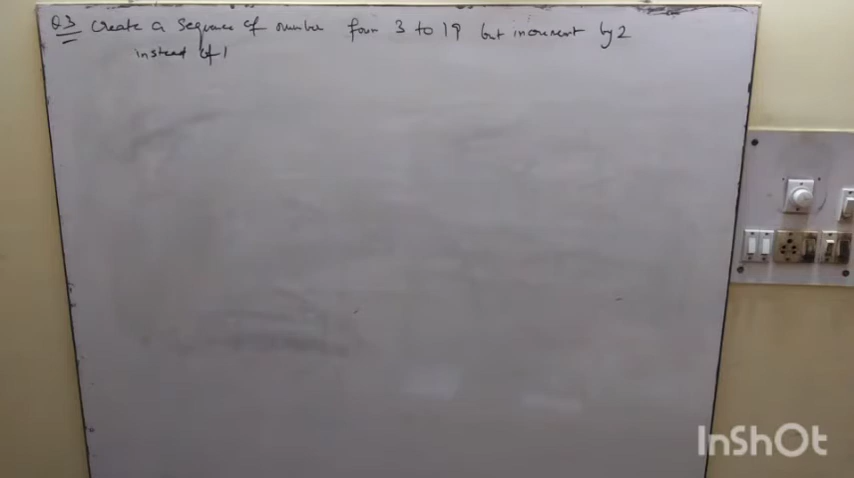 Q3 Create a sequence of number from 3 to 19 but increment by 2
instead of 1
InShOt